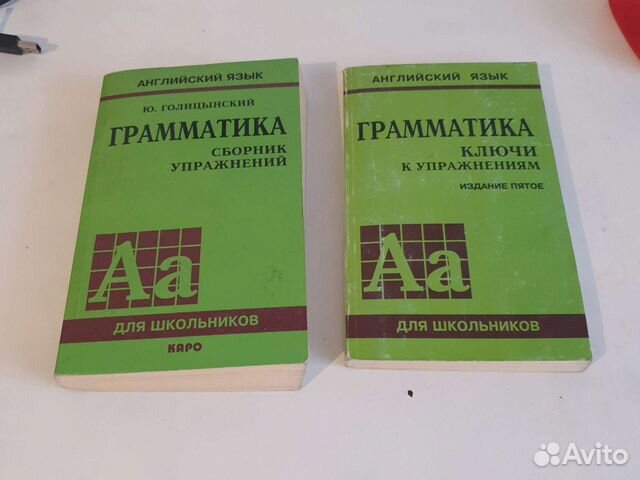 АНГЛИЙСКИЙ ЯЗЫК
Ю. ГОЛИЦЫНСКИЙ
ГРАММАТИКА
СБОРНИК
УПРАЖНЕНИЙ
Aa
ДЛЯ ШКОЛЬНИКОВ
КАРО
АНГЛИЙСКИЙ ЯЗЫК
ГРАММАТИКА
КЛЮЧИ
К УПРАЖНЕНИЯМ
ИЗДАНИЕ ПЯТОЕ
Aa
ДЛЯ ШКОЛЬНИКОВ
Avito